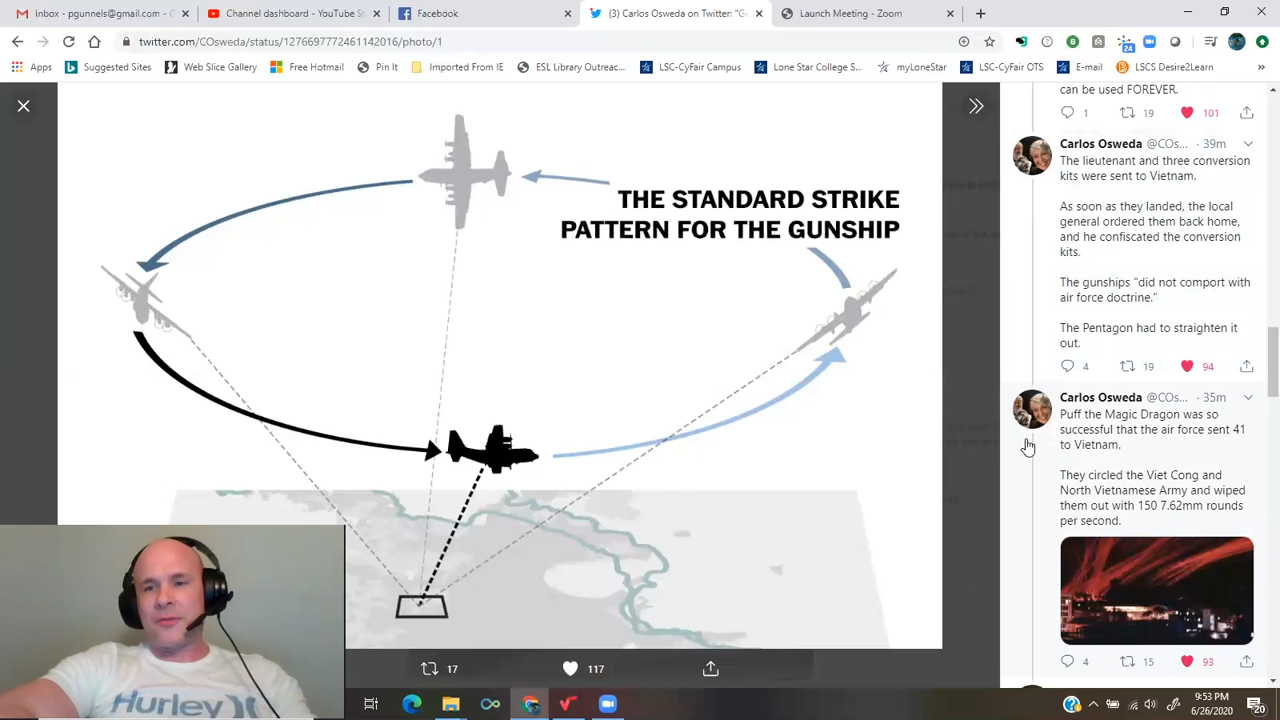 Inbox - pgunnels@gmail.com -
Channel dashboard - YouTube St
Facebook
(3) Carlos Osweda on Twitter: "Ge
Launch Meeting - Zoom
twitter.com/COsweda/status/1276697772461142016/photo/1
24
Apps
Suggested Sites
Web Slice Gallery
Free Hotmail
Pin It
Imported From IE
ESL Library Outreac...
LSC-CyFair Campus
Lone Star College S...
myLoneStar
LSC-CyFair OTS
E-mail
LSCS Desire2Learn
THE STANDARD STRIKE
PATTERN FOR THE GUNSHIP
17
117
can be used FOREVER.
1 19 101
Carlos Osweda @COs... · 39m
The lieutenant and three conversion
kits were sent to Vietnam.
As soon as they landed, the local
general ordered them back home,
and he confiscated the conversion
kits.
The gunships "did not comport with
air force doctrine."
The Pentagon had to straighten it
out.
4 19 94
Carlos Osweda @COs... · 35m
Puff the Magic Dragon was so
successful that the air force sent 41
to Vietnam.
They circled the Viet Cong and
North Vietnamese Army and wiped
them out with 150 7.62mm rounds
per second.
4 15 93
Hurley
9:53 PM
6/26/2020
20